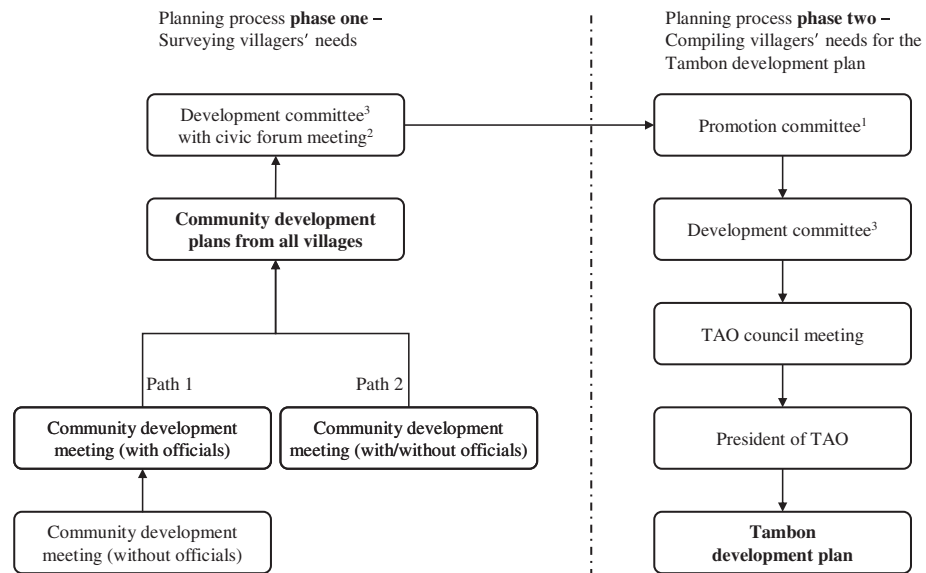 Planning process phase one –
Surveying villagers' needs
Development committee³
with civic forum meeting²
Community development
plans from all villages
Path 1
Path 2
Community development
meeting (with officials)
Community development
meeting (with/without officials)
Community development
meeting (without officials)
Planning process phase two –
Compiling villagers' needs for the
Tambon development plan
Promotion committee¹
Development committee³
TAO council meeting
President of TAO
Tambon
development plan